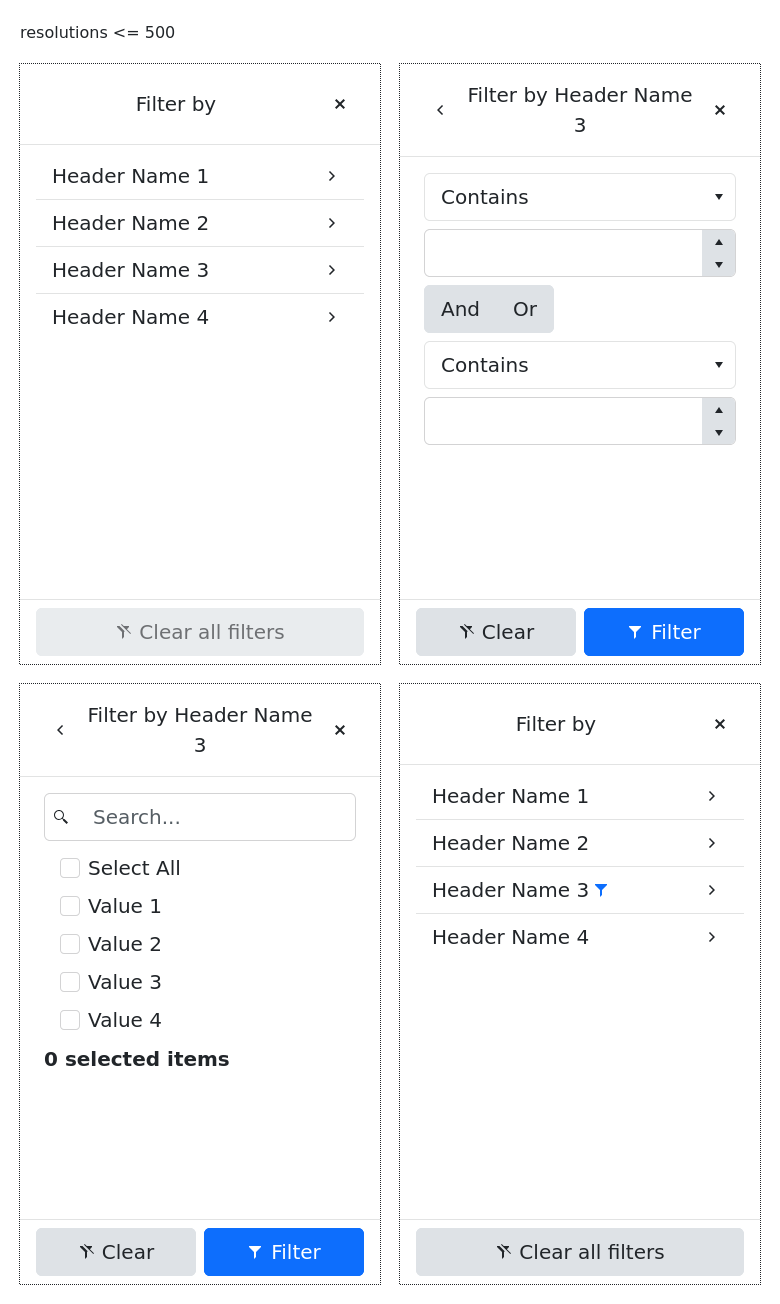 resolutions <= 500
Filter by
Header Name 1
Header Name 2
Header Name 3
Header Name 4
Clear all filters
Filter by Header Name
3
Contains
And Or
Contains
Clear
Filter
Filter by Header Name
3
Search...
Select All
Value 1
Value 2
Value 3
Value 4
0 selected items
Clear
Filter
Filter by
Header Name 1
Header Name 2
Header Name 3
Header Name 4
Clear all filters